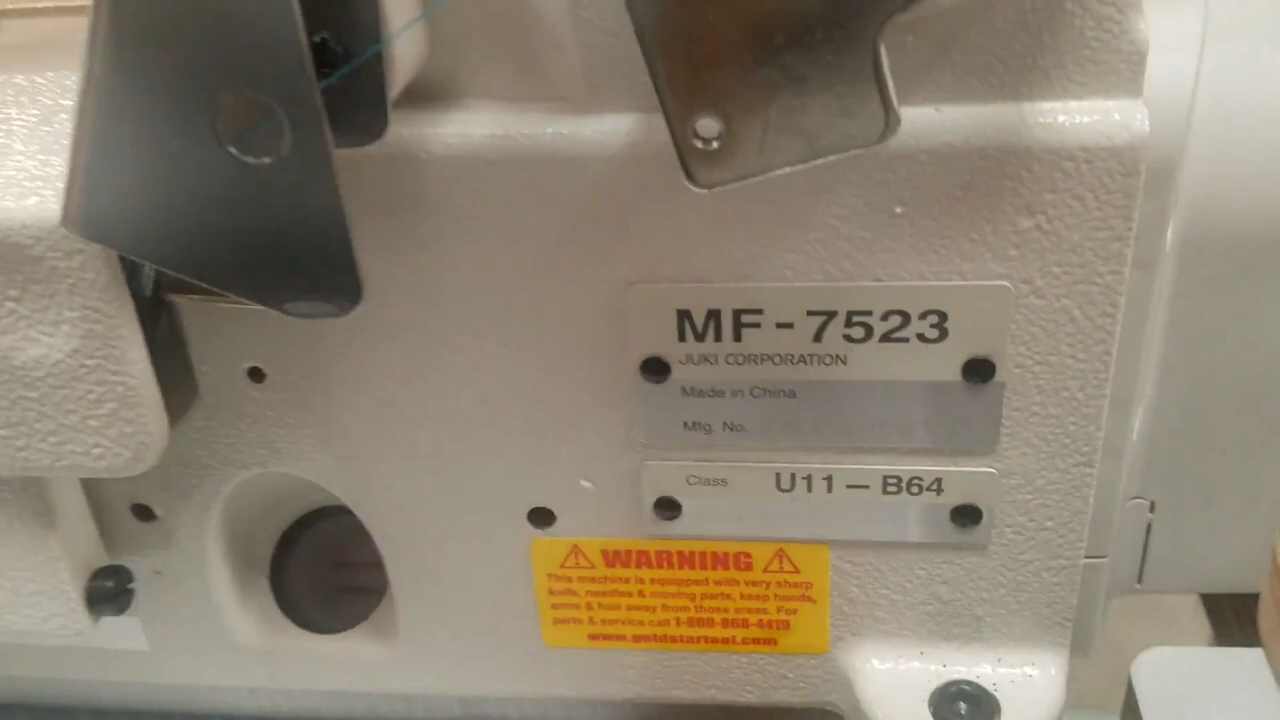 MF-7523
JUKI CORPORATION
Made in China
Mfg. No.
Class U11-B64
WARNING
This machine is equipped with very sharp
knife, needles & moving parts, keep hands,
arms & hair away from those areas. For
parts & service call 1-800-868-4419
www.goldstartool.com